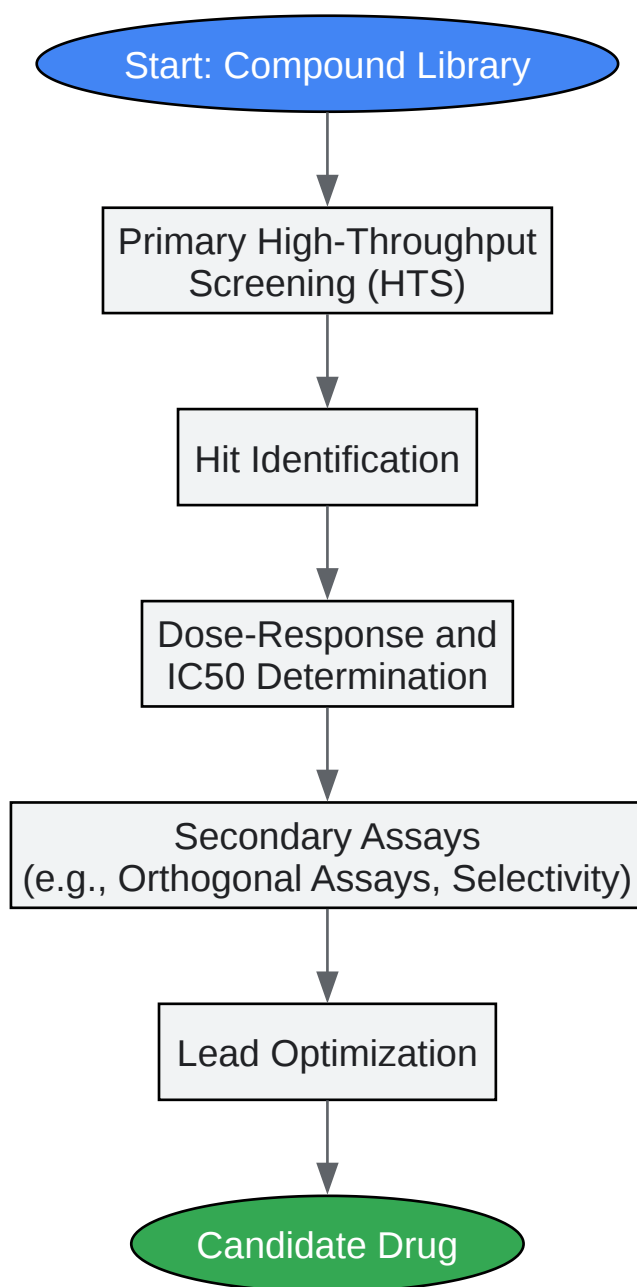 Start: Compound Library
Primary High-Throughput
Screening (HTS)
Hit Identification
Dose-Response and
IC50 Determination
Secondary Assays
(e.g., Orthogonal Assays, Selectivity)
Lead Optimization
Candidate Drug